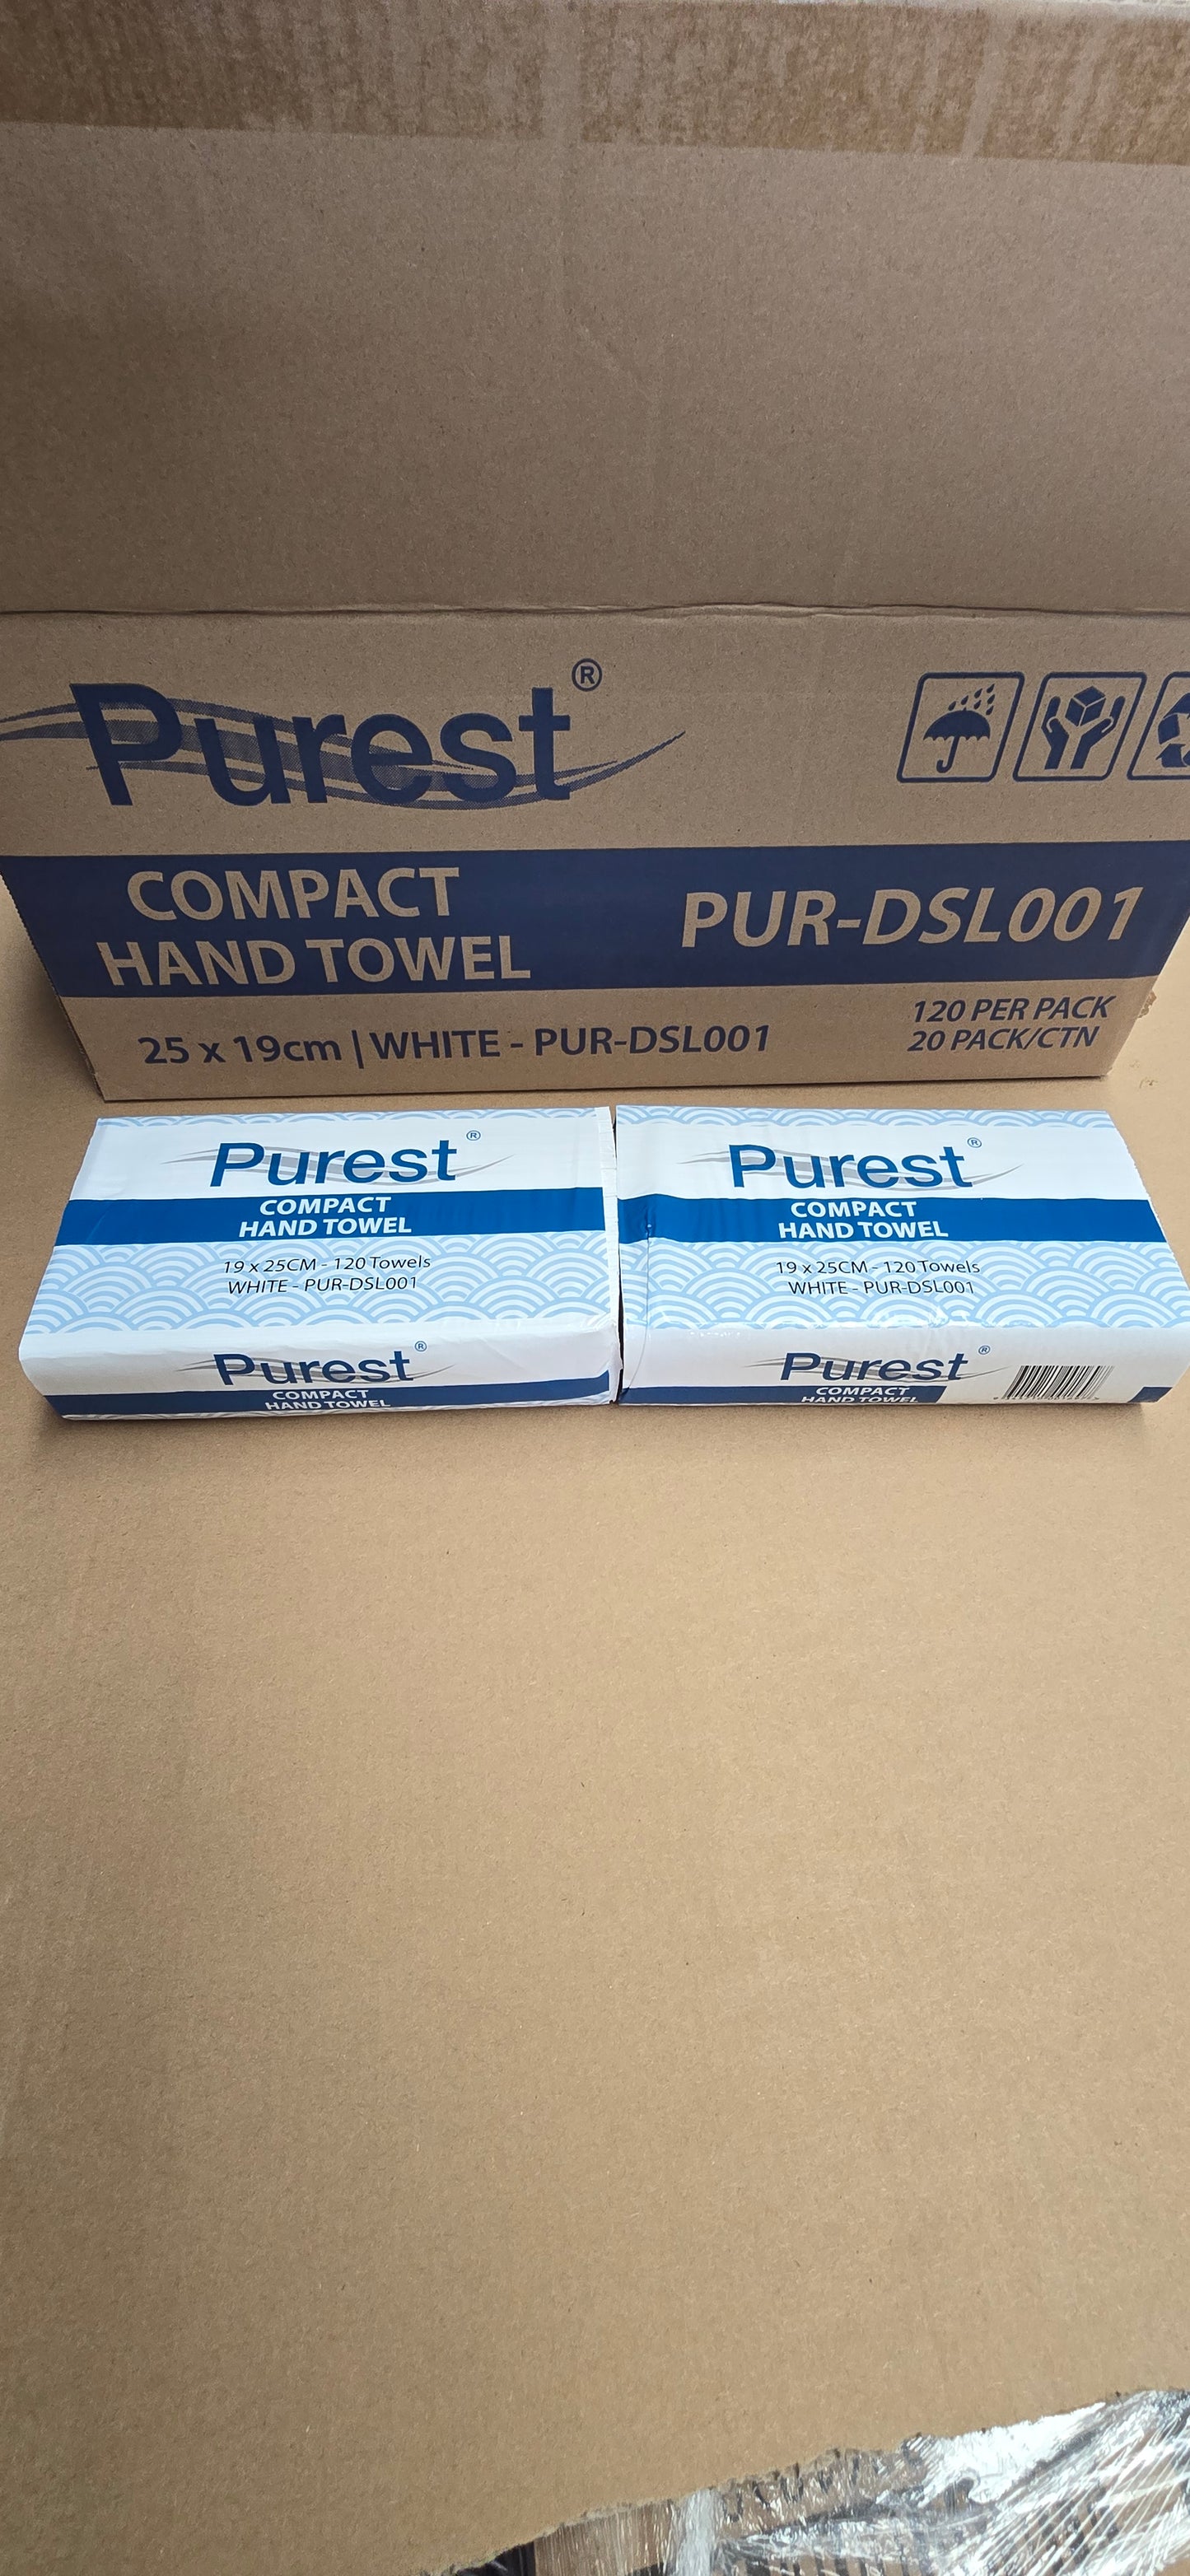 Purest®
COMPACT
HAND TOWEL
PUR-DSL001
25 x 19cm | WHITE - PUR-DSL001
120 PER PACK
20 PACK/CTN
Purest®
COMPACT
HAND TOWEL
19 x 25CM - 120 Towels
WHITE - PUR-DSL001
Purest®
COMPACT
HAND TOWEL
Purest®
COMPACT
HAND TOWEL
19 x 25CM - 120 Towels
WHITE - PUR-DSL001
Purest®
COMPACT
HAND TOWEL